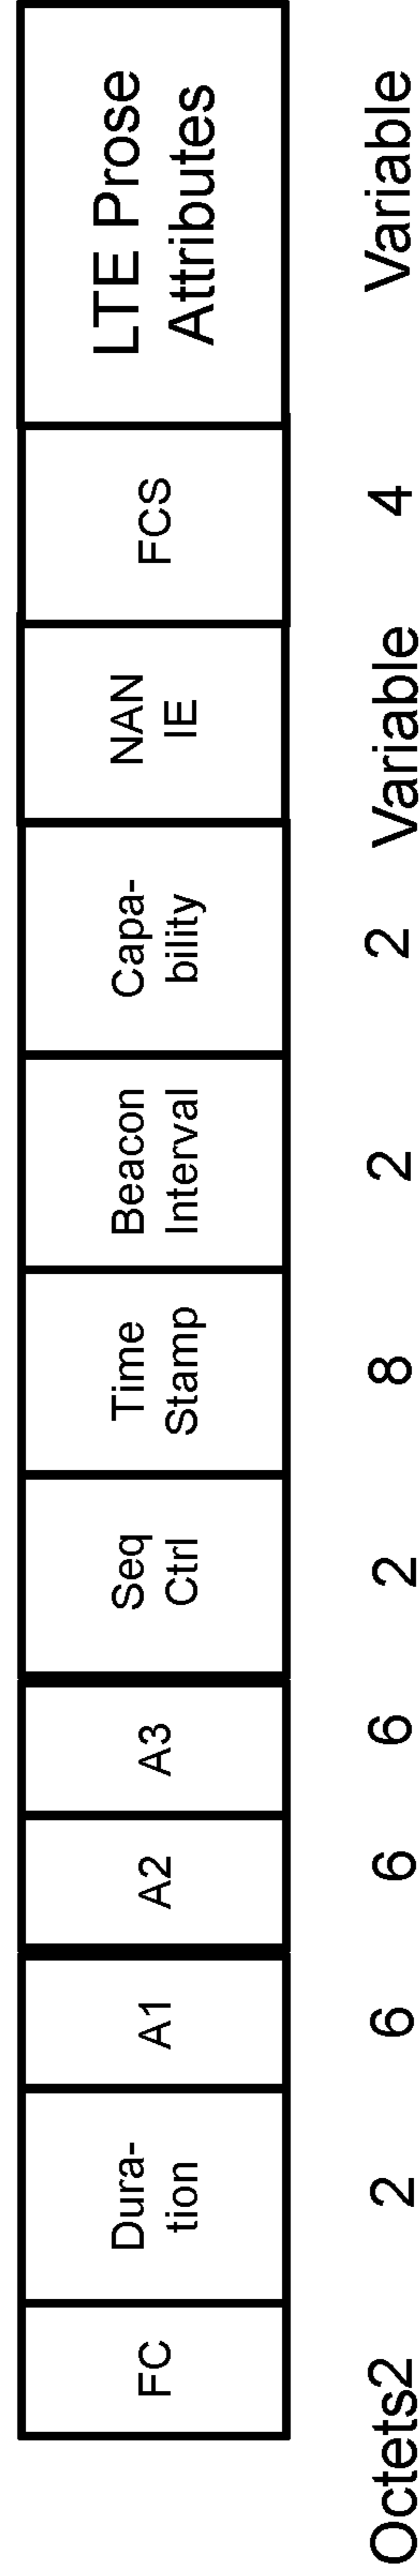 FC
Dura-
tion
A1
A2
A3
Seq
Ctrl
Time
Stamp
Beacon
Interval
Capa-
bility
NAN
IE
FCS
LTE Prose
Attributes
Octets2 2 6 6 6 2 8 2 2 Variable 4 Variable